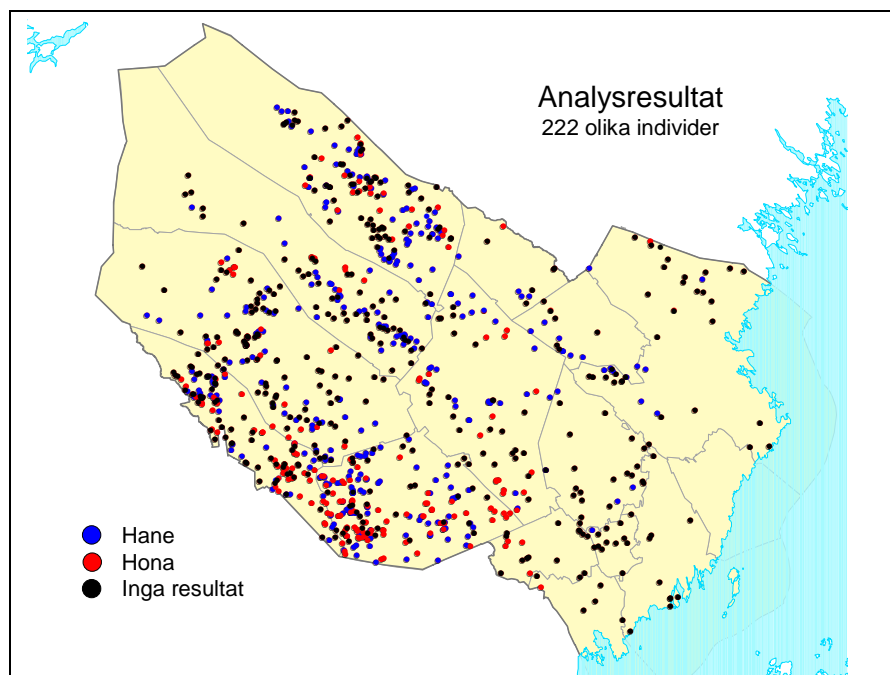 Analysresultat
222 olika individer
Hane
Hona
Inga resultat